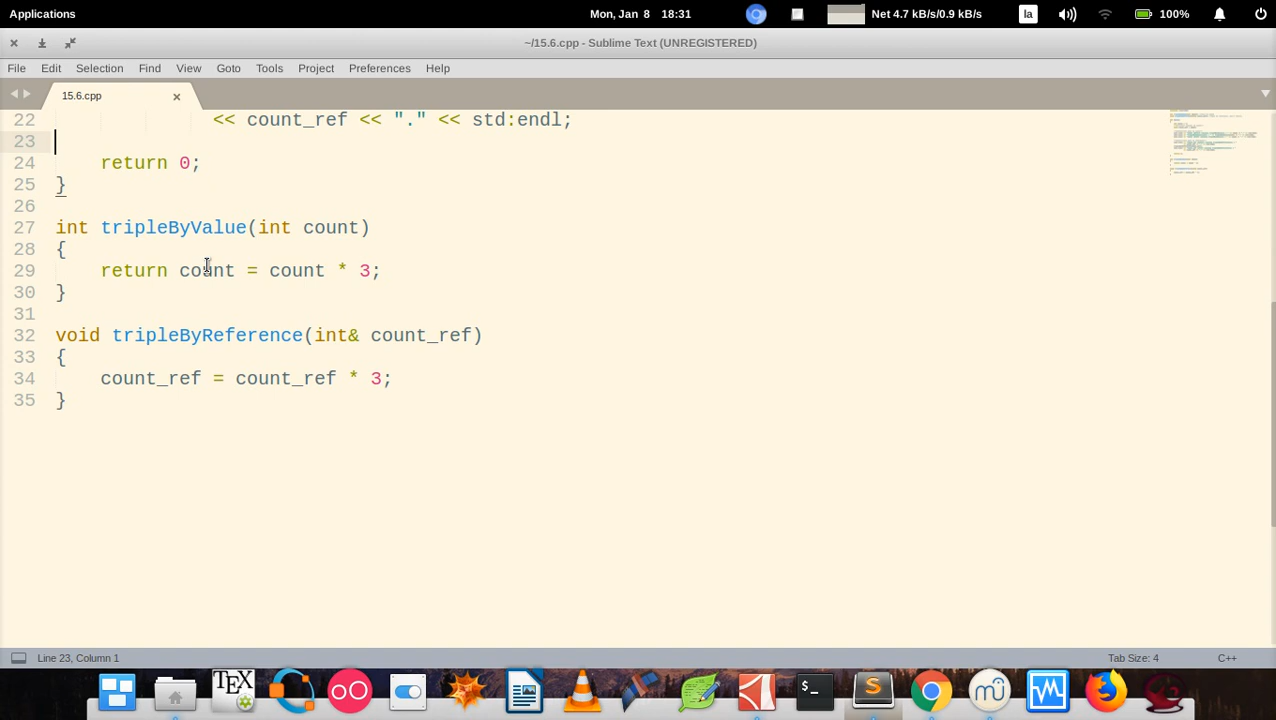 Applications
Mon, Jan 8 18:31
Net 4.7 kB/s/0.9 kB/s
la
100%
~/15.6.cpp - Sublime Text (UNREGISTERED)
File Edit Selection Find View Goto Tools Project Preferences Help
15.6.cpp
22 << count_ref << "." << std:endl;
23
24 return 0;
25 }
26
27 int tripleByValue(int count)
28 {
29 return count = count * 3;
30 }
31
32 void tripleByReference(int& count_ref)
33 {
34 count_ref = count_ref * 3;
35 }
Line 23, Column 1
Tab Size: 4
C++
TEX